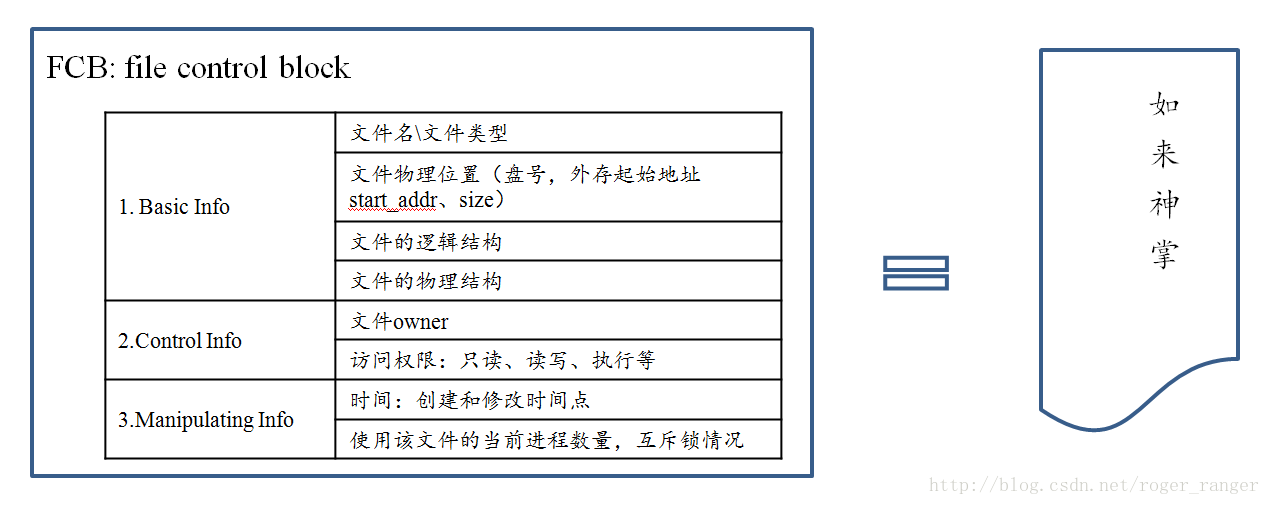 FCB: file control block
1. Basic Info
文件名\文件类型
文件物理位置（盘号，外存起始地址
start_addr、size）
文件的逻辑结构
文件的物理结构
2.Control Info
文件owner
访问权限：只读、读写、执行等
3.Manipulating Info
时间：创建和修改时间点
使用该文件的当前进程数量，互斥锁情况
如
来
神
掌
http://blog.csdn.net/roger_ranger